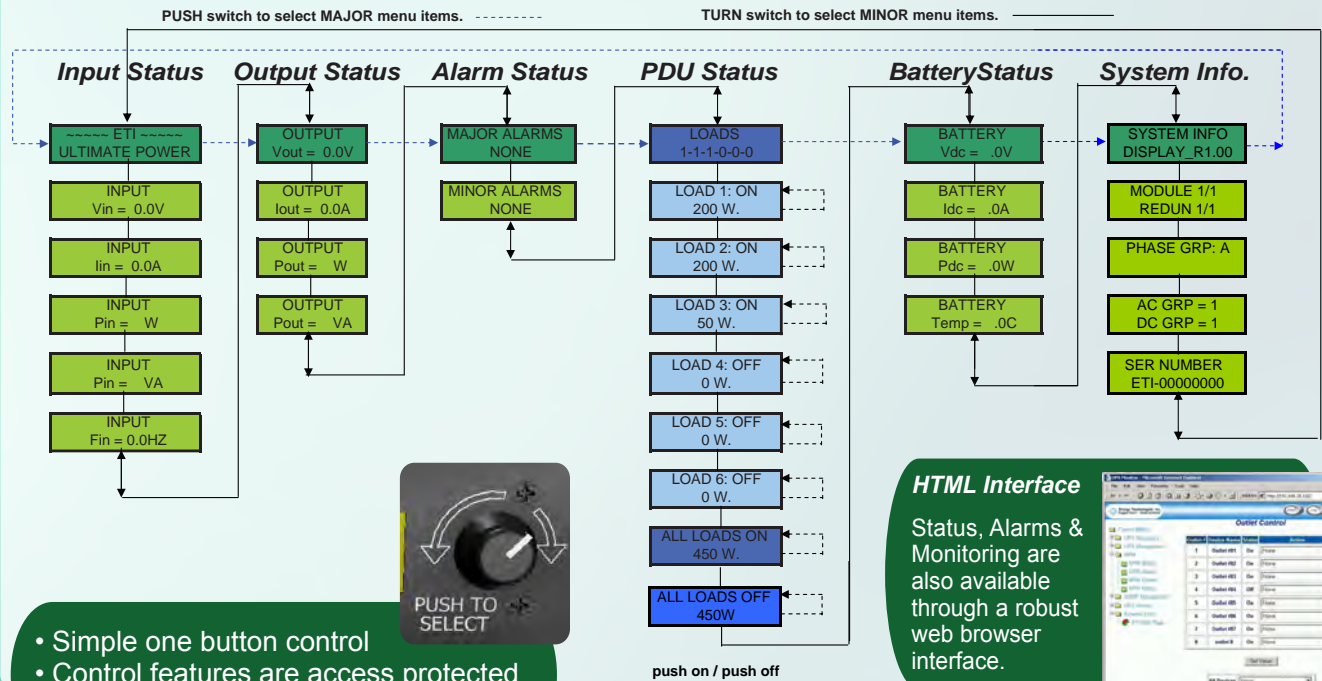 PUSH switch to select MAJOR menu items.
TURN switch to select MINOR menu items.
Input Status
Output Status
Alarm Status
PDU Status
BatteryStatus
System Info.
~~~~~ ETI ~~~~~
ULTIMATE POWER
INPUT
Vin = 0.0V
INPUT
Iin = 0.0A
INPUT
Pin = W
INPUT
Pin = VA
INPUT
Fin = 0.0HZ
OUTPUT
Vout = 0.0V
OUTPUT
Iout = 0.0A
OUTPUT
Pout = W
OUTPUT
Pout = VA
MAJOR ALARMS
NONE
MINOR ALARMS
NONE
LOADS
1-1-1-0-0-0
LOAD 1: ON
200 W.
LOAD 2: ON
200 W.
LOAD 3: ON
50 W.
LOAD 4: OFF
0 W.
LOAD 5: OFF
0 W.
LOAD 6: OFF
0 W.
ALL LOADS ON
450 W.
ALL LOADS OFF
450W
push on / push off
BATTERY
Vdc = .0V
BATTERY
Idc = .0A
BATTERY
Pdc = .0W
BATTERY
Temp = .0C
SYSTEM INFO
DISPLAY_R1.00
MODULE 1/1
REDUN 1/1
PHASE GRP: A
AC GRP = 1
DC GRP = 1
SER NUMBER
ETI-00000000
PUSH TO
SELECT
• Simple one button control
• Control features are access protected
HTML Interface
Status, Alarms &
Monitoring are
also available
through a robust
web browser
interface.
Outlet Control